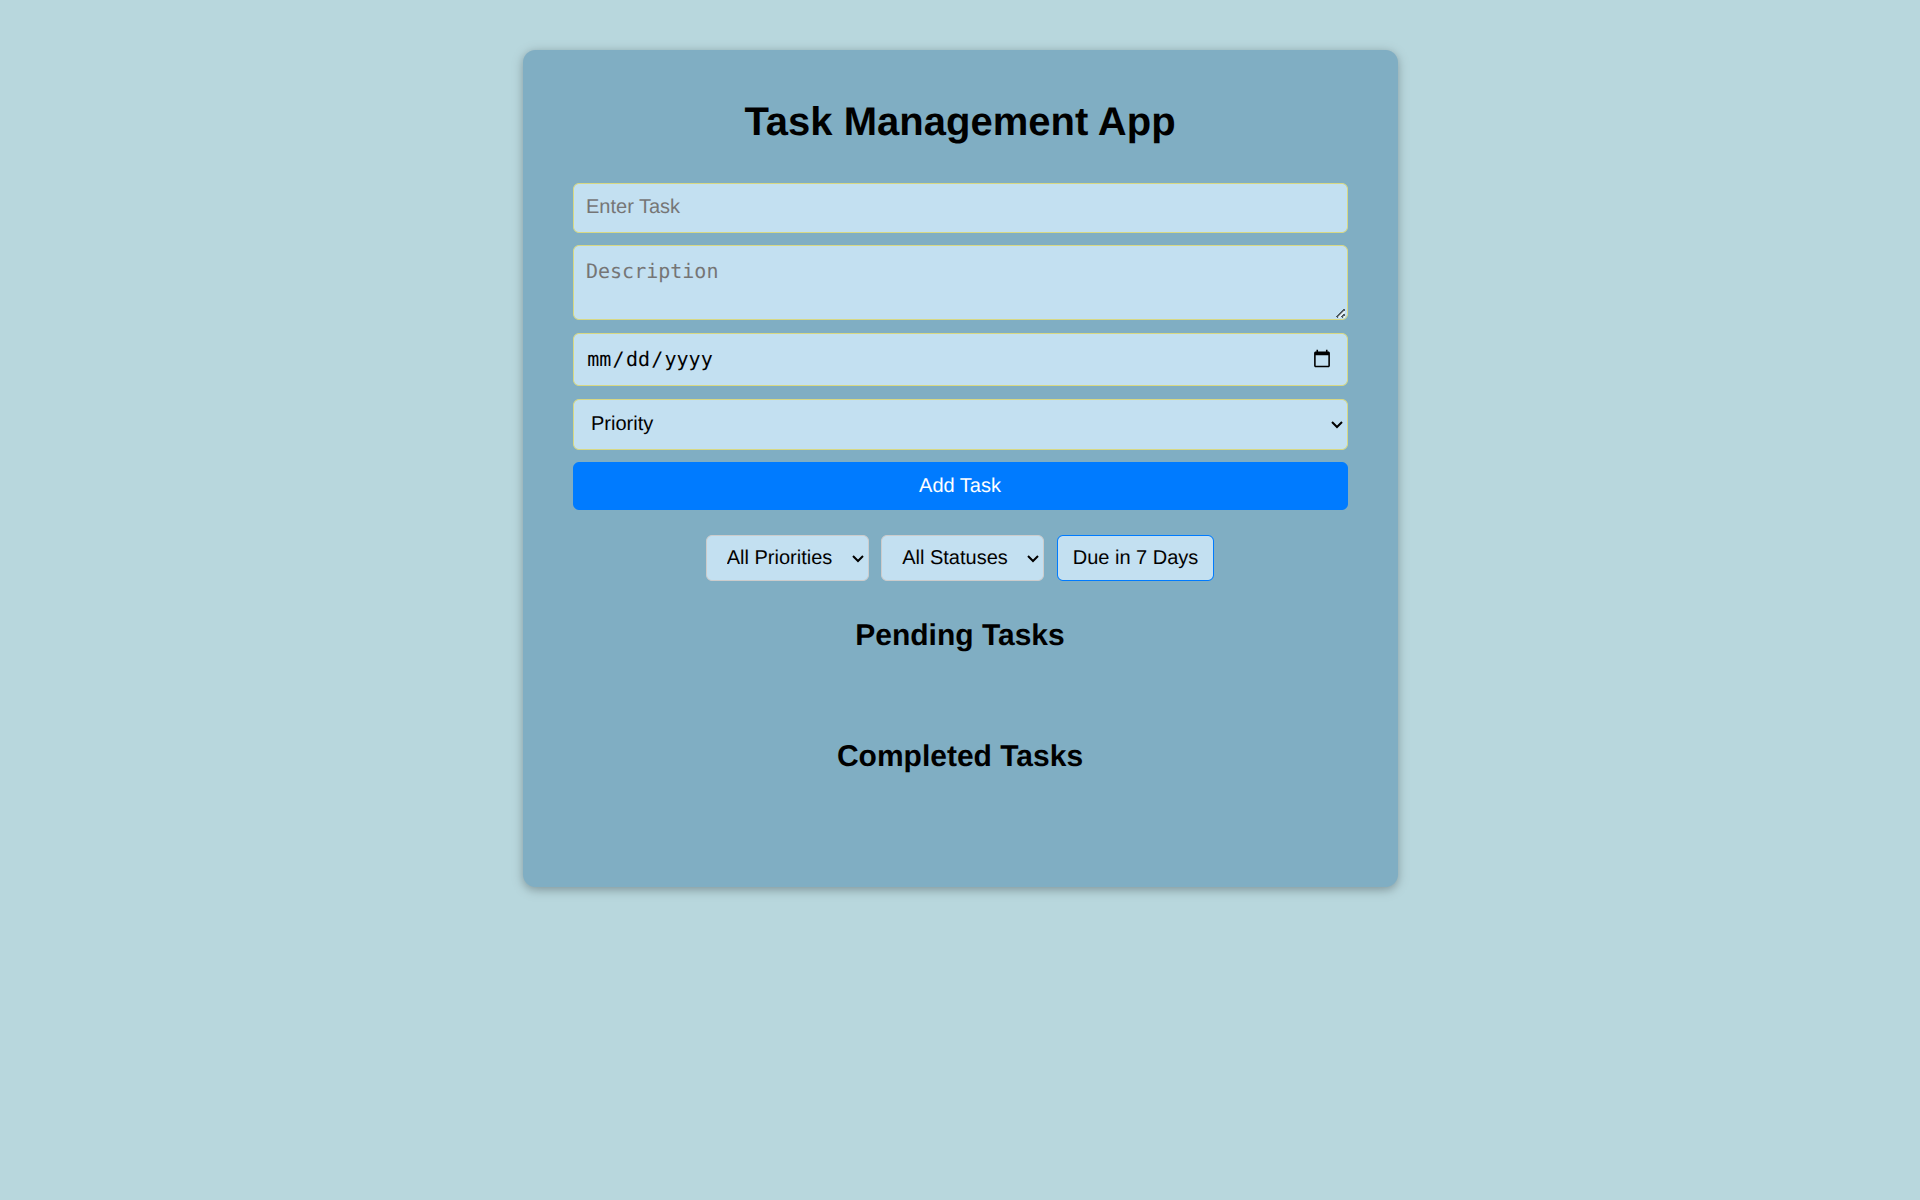 Task Management App
Enter Task
Description
mm/dd/yyyy
Priority
Add Task
All Priorities All Statuses Due in 7 Days
Pending Tasks
Completed Tasks